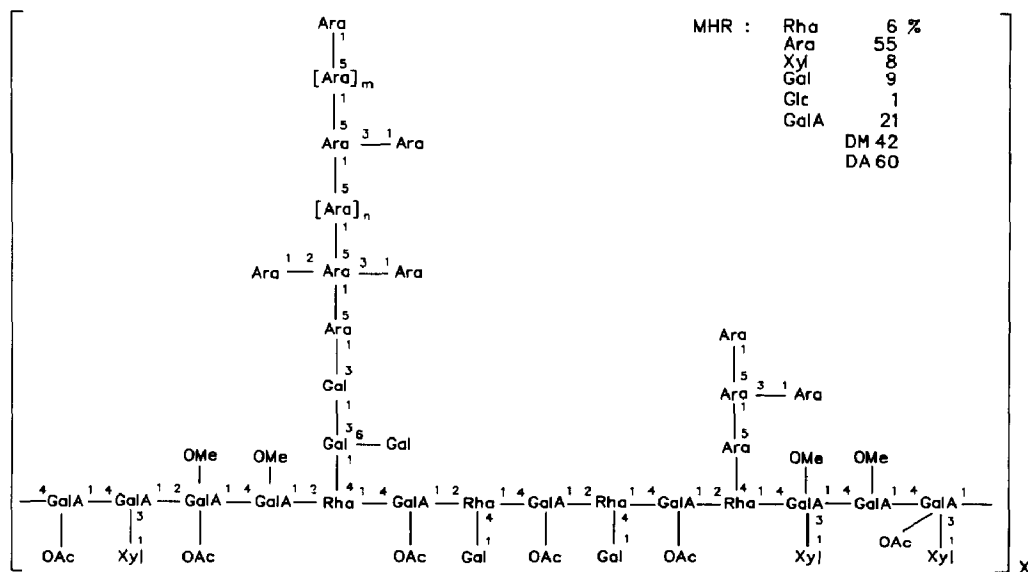 Ara
1
5
[Ara]m
1
5
Ara 3 1 Ara
1
5
[Ara]n
1
5
Ara 1 2 Ara 3 1 Ara
1
5
Ara
1
3
Gal
1
3
Gal 6 Gal
1
MHR : Rha 6 %
Ara 55
Xyl 8
Gal 9
Glc 1
GalA 21
DM 42
DA 60
Ara
1
5
Ara 3 1 Ara
1
5
Ara
1
OMe OMe OMe OMe
4 GalA 1 4 GalA 1 2 GalA 1 4 GalA 1 2 Rha 4 1 4 GalA 1 2 Rha 1 4 GalA 1 2 Rha 1 4 GalA 1 2 Rha 4 1 4 GalA 1 4 GalA 1 4 GalA 1
3 4 4 3 3
1 1 1 1 1
OAc Xyl OAc OAc Gal OAc Gal OAc Xyl OAc Xyl
X